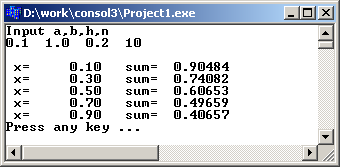 D:\work\consol3\Project1.exe
Input a,b,h,n
0.1 1.0 0.2 10
x= 0.10 sum= 0.90484
x= 0.30 sum= 0.74082
x= 0.50 sum= 0.60653
x= 0.70 sum= 0.49659
x= 0.90 sum= 0.40657
Press any key ...